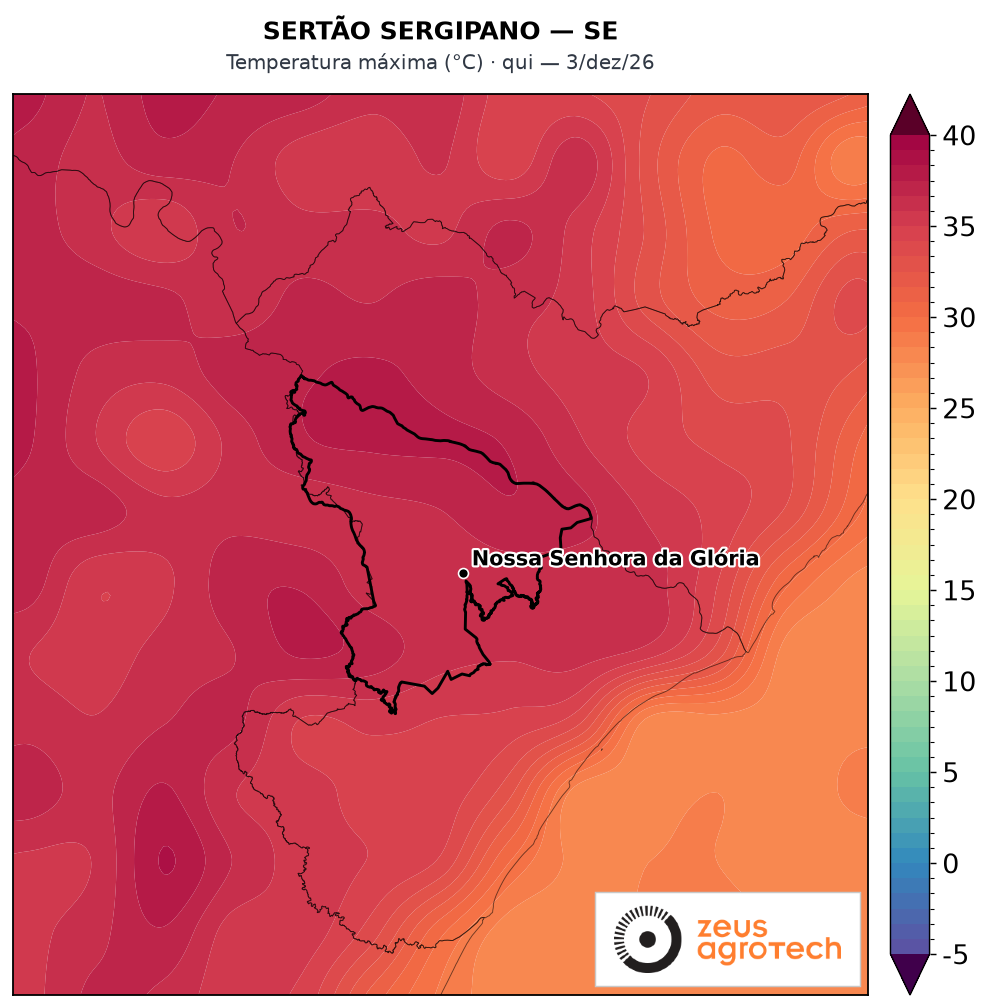 SERTÃO SERGIPANO — SE
Temperatura máxima (°C) · qui — 3/dez/26
40
35
30
25
20
15
10
5
0
-5
Nossa Senhora da Glória
zeus
agrotech